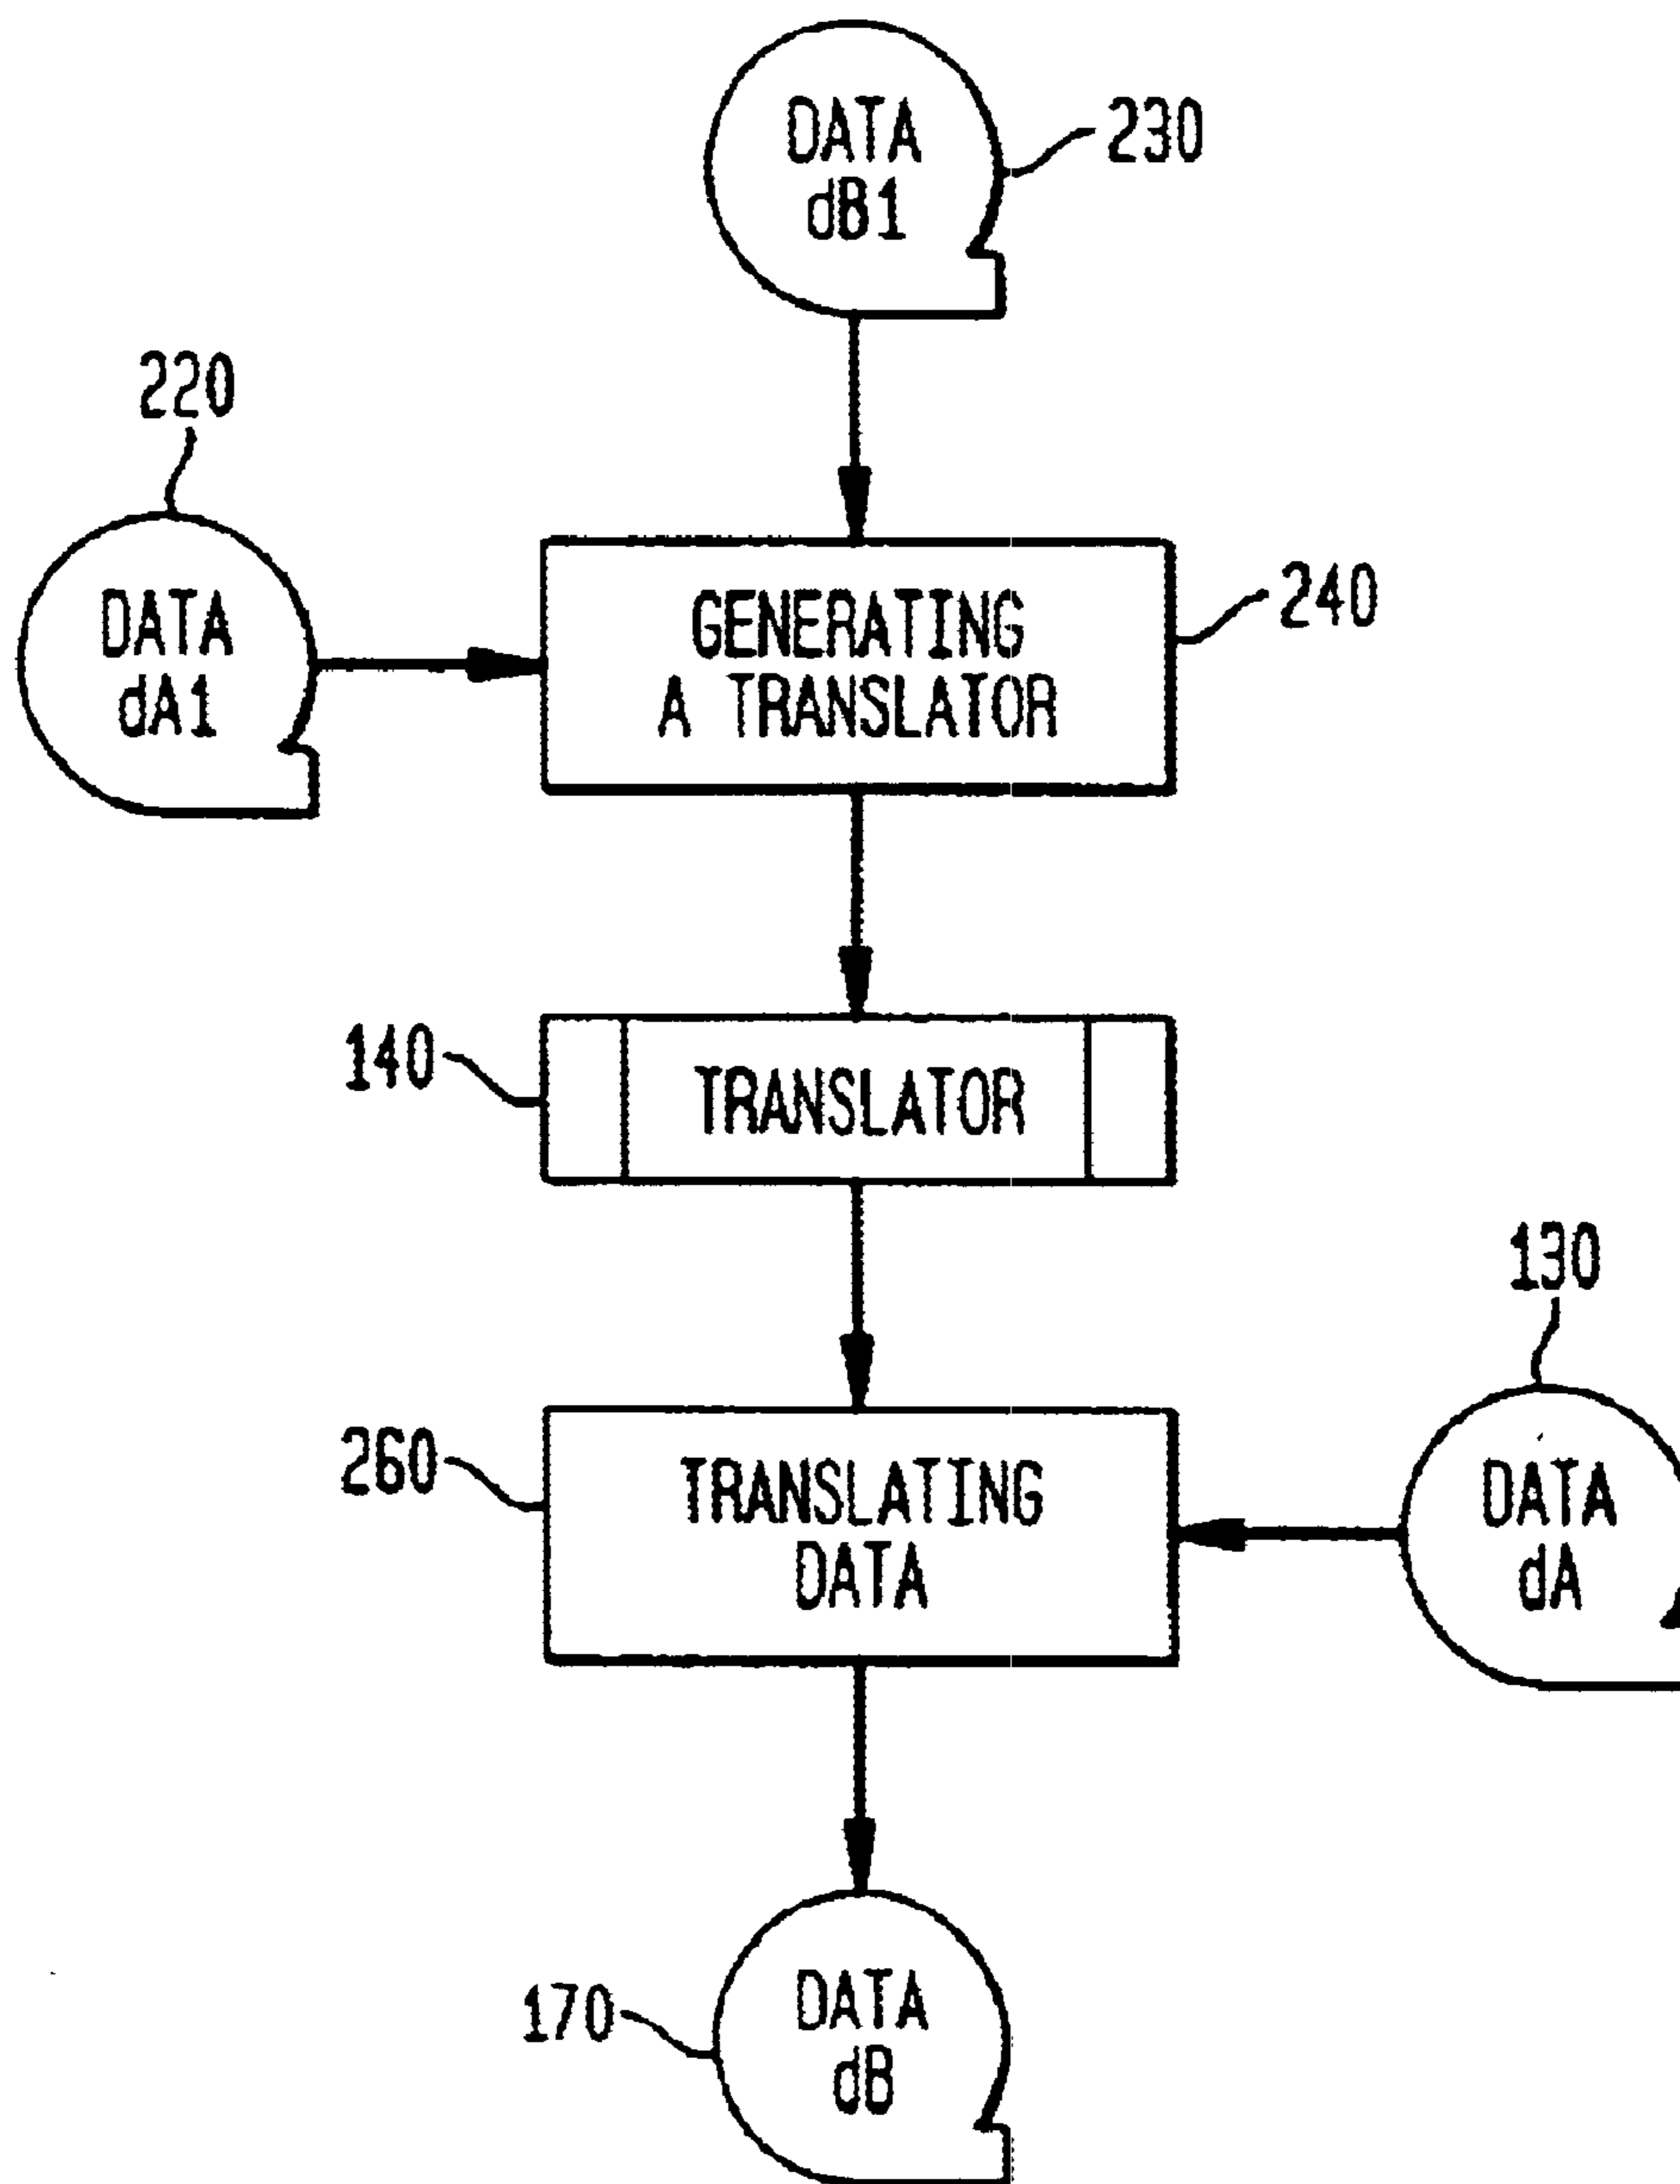 DATA
dB1
230
220
DATA
dA1
GENERATING
A TRANSLATOR
240
140
TRANSLATOR
130
260
TRANSLATING
DATA
DATA
dA
170
DATA
dB